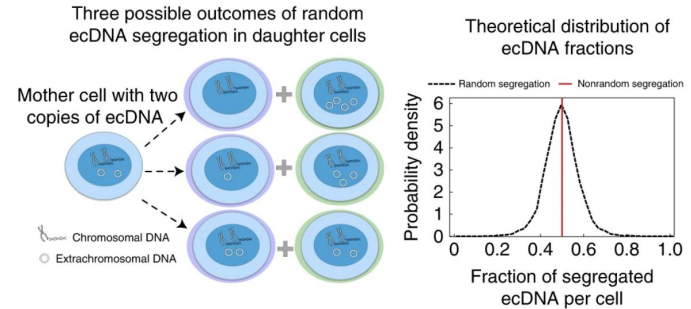 Three possible outcomes of random
ecDNA segregation in daughter cells
Mother cell with two
copies of ecDNA
Chromosomal DNA
Extrachromosomal DNA
Theoretical distribution of
ecDNA fractions
Random segregation Nonrandom segregation
Probability density
6
5
4
3
2
1
0
0 0.2 0.4 0.6 0.8 1.0
Fraction of segregated
ecDNA per cell